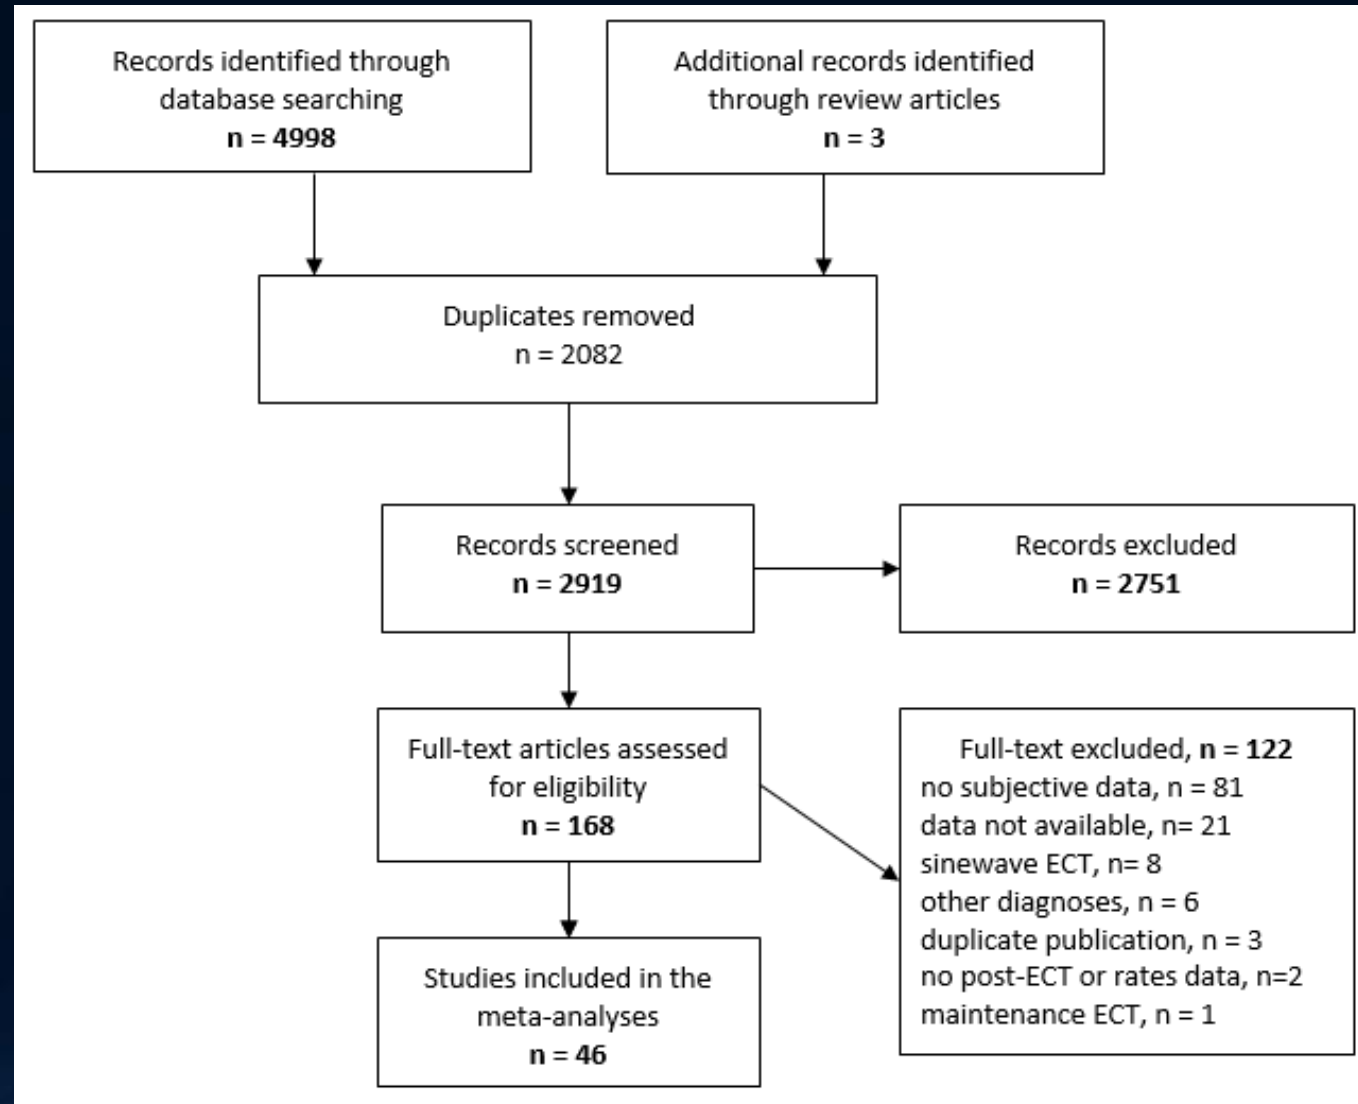 Records identified through
database searching
n = 4998
Additional records identified
through review articles
n = 3
Duplicates removed
n = 2082
Records screened
n = 2919
Records excluded
n = 2751
Full-text articles assessed
for eligibility
n = 168
Full-text excluded, n = 122
no subjective data, n = 81
data not available, n= 21
sinewave ECT, n= 8
other diagnoses, n = 6
duplicate publication, n = 3
no post-ECT or rates data, n=2
maintenance ECT, n = 1
Studies included in the
meta-analyses
n = 46